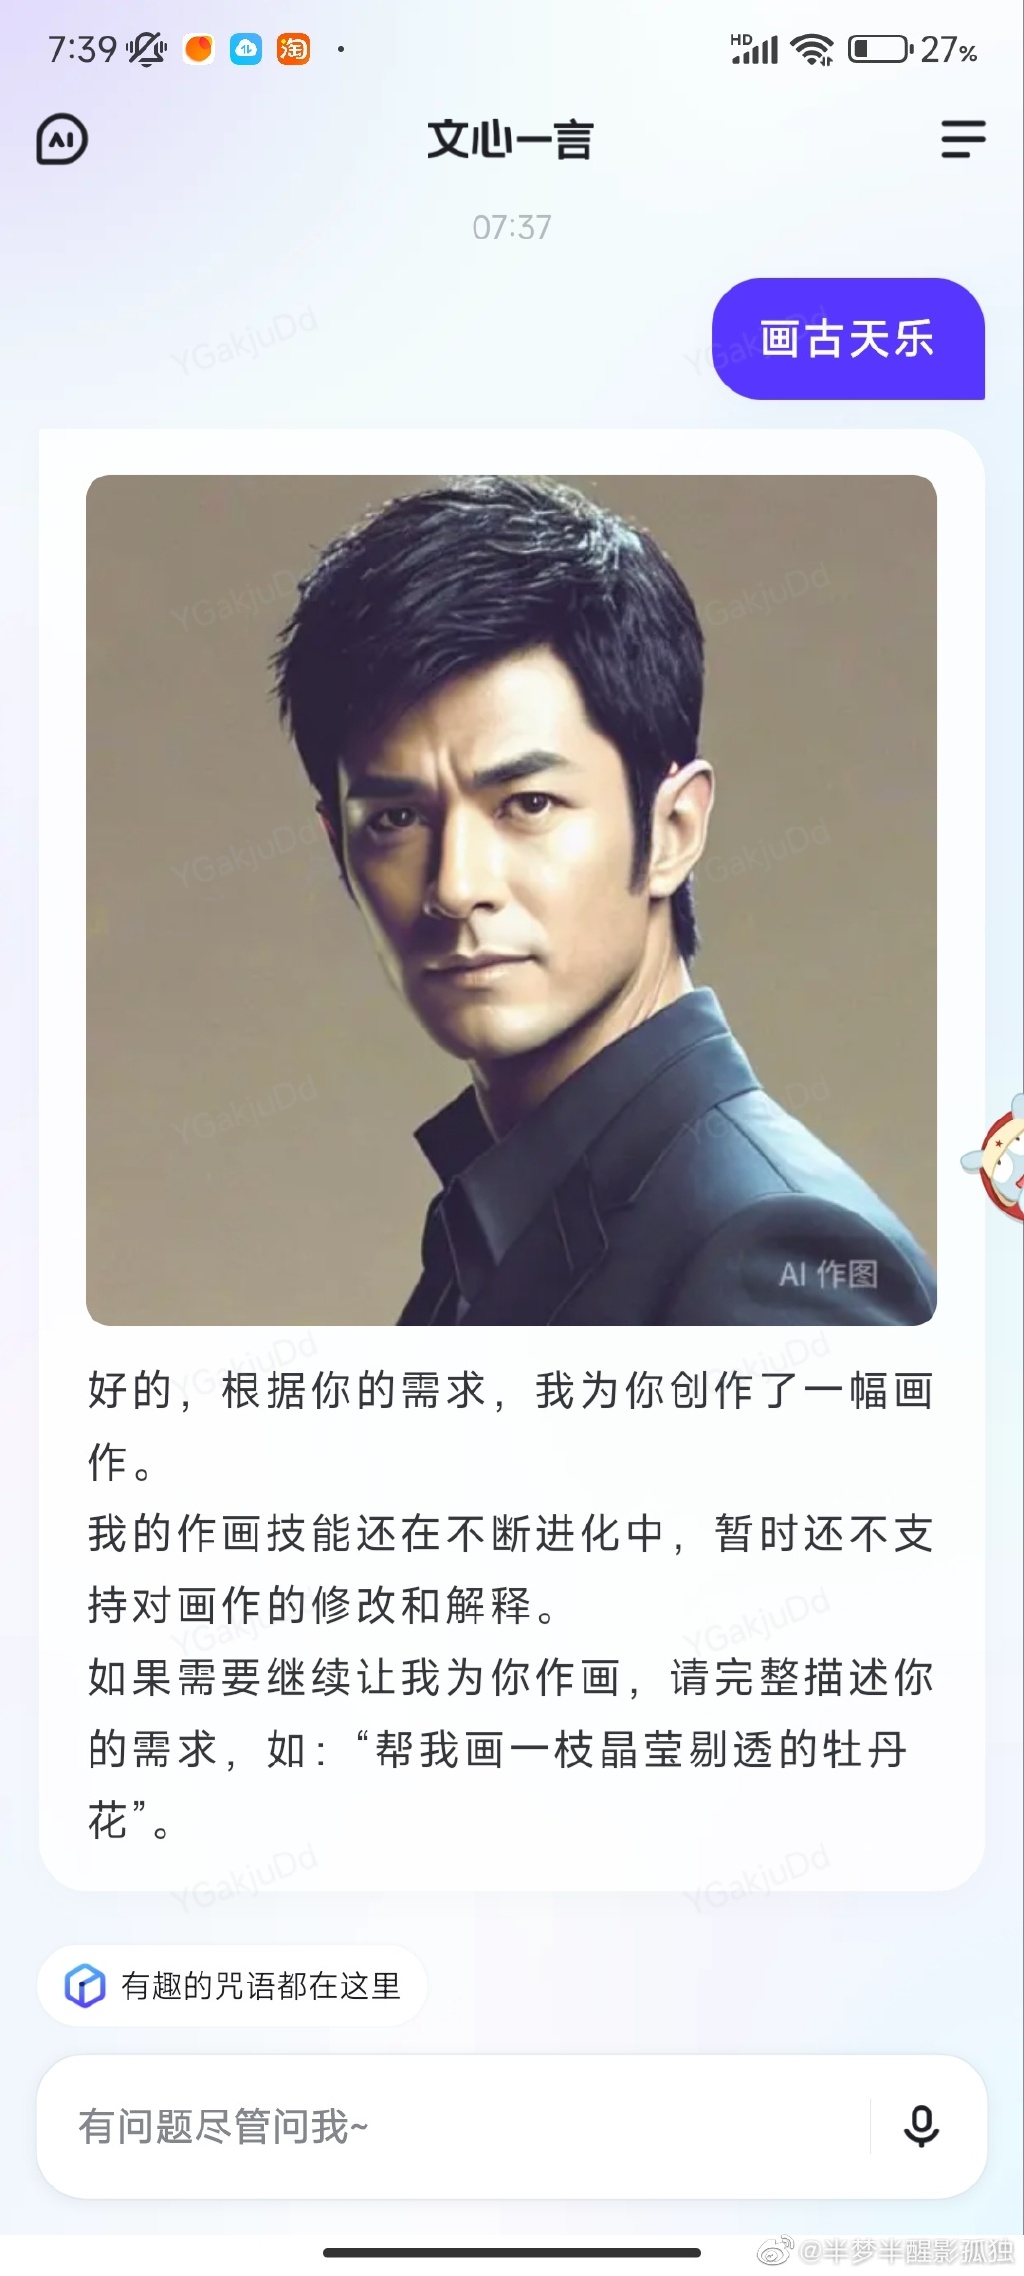 7:39
淘
HD
27%
AI
文心一言
07:37
画古天乐
AI 作图
好的，根据你的需求，我为你创作了一幅画
作。
我的作画技能还在不断进化中，暂时还不支
持对画作的修改和解释。
如果需要继续让我为你作画，请完整描述你
的需求，如：“帮我画一枝晶莹剔透的牡丹
花”。
YGakjuDd
有趣的咒语都在这里
有问题尽管问我~
@半梦半醒影孤独